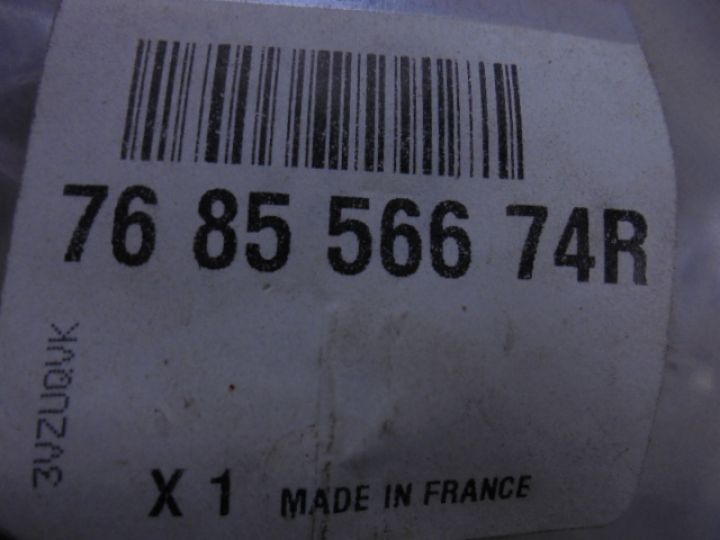 76 85 566 74R
3VZUQVK
X 1 MADE IN FRANCE